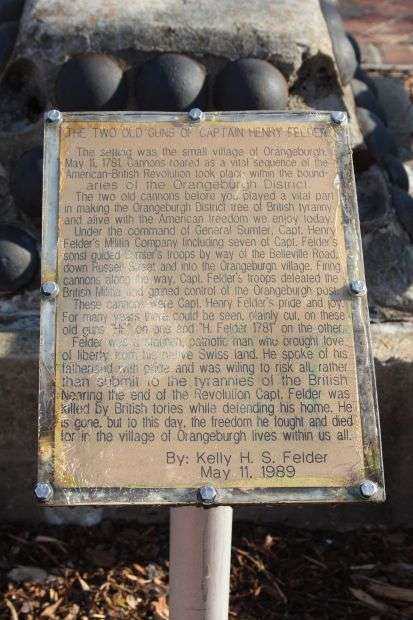 THE TWO OLD GUNS OF CAPTAIN HENRY FELDER
The setting was the small village of Orangeburgh,
May 11, 1781. Cannons roared as a vital sequence of the
American-British Revolution took place within the bound-
aries of the Orangeburgh District.
The two old cannons before you played a vital part
in making the Orangeburgh District free of British tyranny
and alive with the American freedom we enjoy today.
Under the command of General Sumter, Capt. Henry
Felder's Militia Company (including seven of Capt. Felder's
sons) guided Sumter's troops by way of the Belleville Road,
down Russell Street and into the Orangeburgh village. Firing
cannons along the way, Capt. Felder's troops defeated the
British Militia and gained control of the Orangeburgh post.
These cannons were Capt. Henry Felder's pride and joy.
For many years there could be seen, plainly cut, on these
old guns "H.F." on one and "H. Felder 1781" on the other.
Felder was a staunch, patriotic man who brought love
of liberty from his native Swiss land. He spoke of his
fatherland with pride and was willing to risk all, rather
than submit to the tyrannies of the British
Nearing the end of the Revolution Capt. Felder was
killed by British tories while defending his home. He
is gone, but to this day, the freedom he fought and died
for in the village of Orangeburgh lives within us all.
By: Kelly H. S. Felder
May 11, 1989